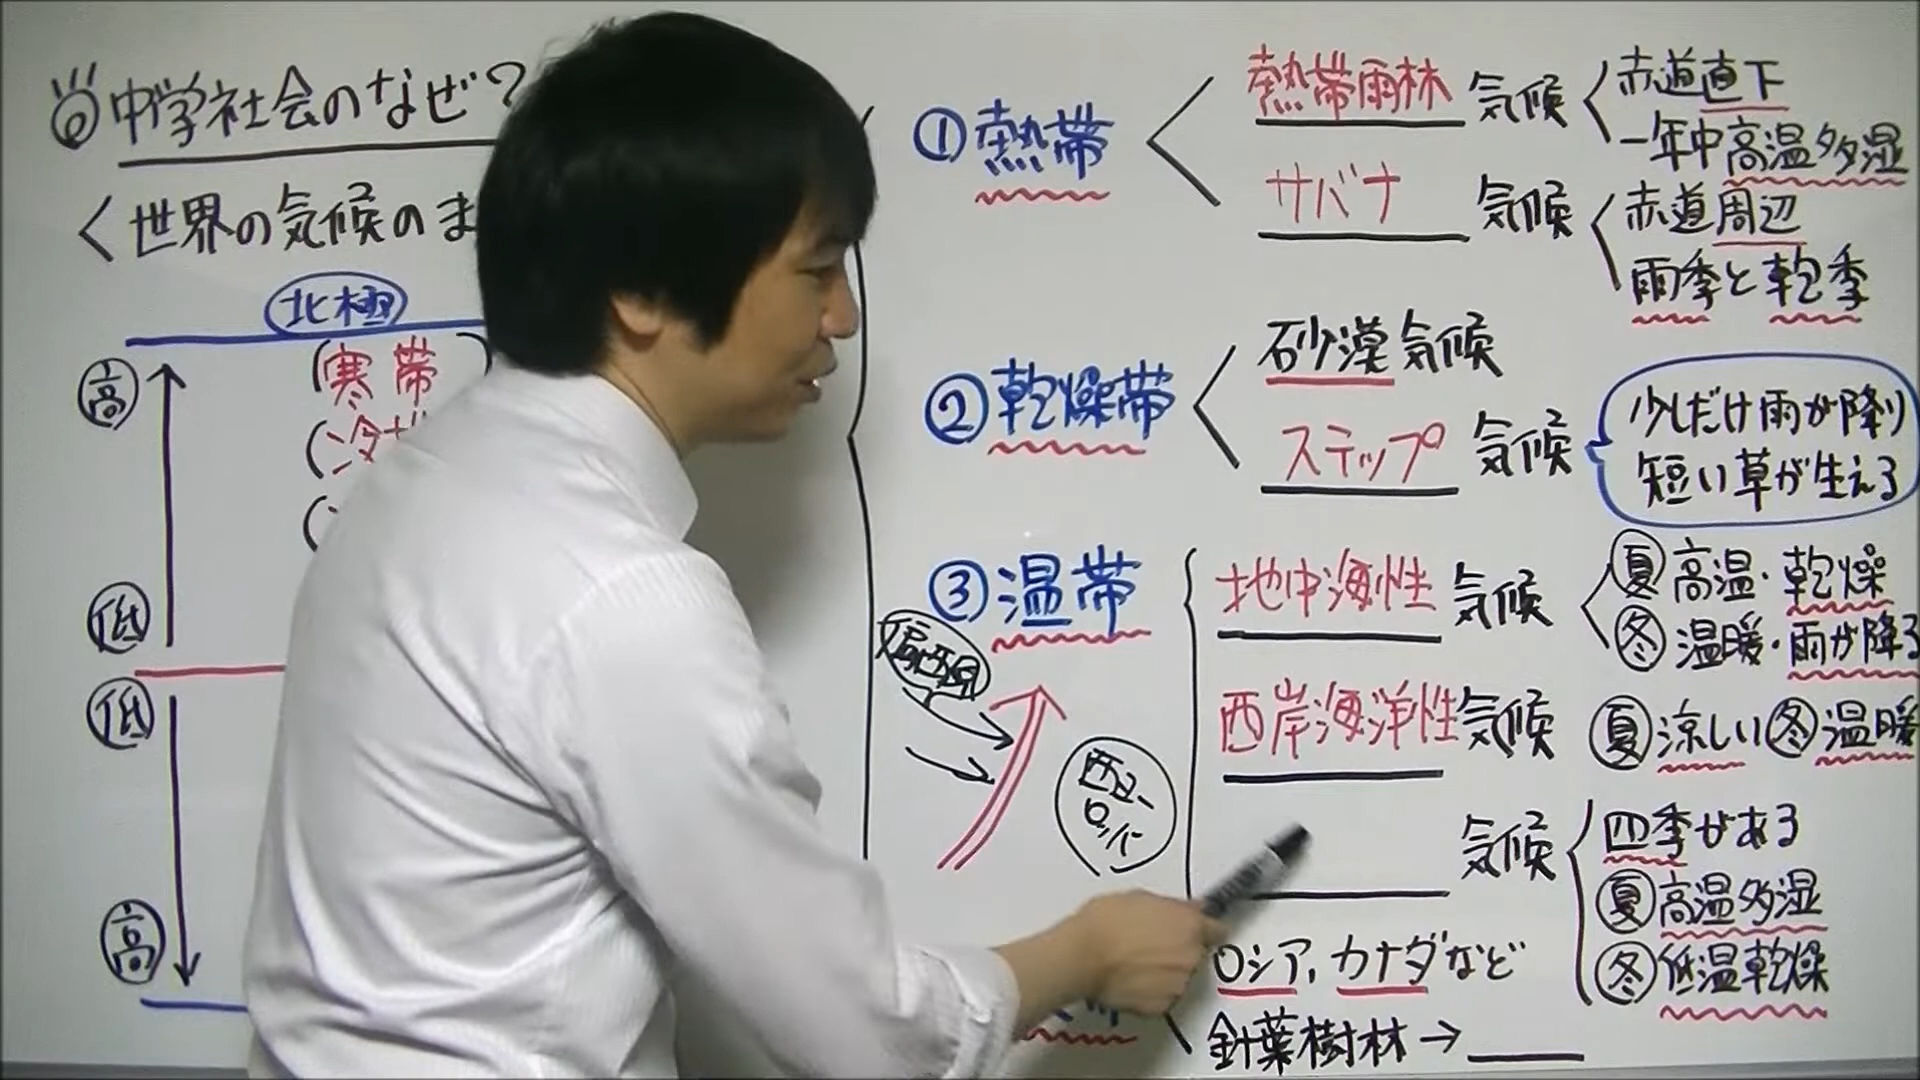 中学社会のなぜ?
〈世界の気候のま
北極
高
(寒帯)
(冷
低
低
高
①熱帯
熱帯雨林気候
赤道直下
一年中高温多湿
サバナ気候
赤道周辺
雨季と乾季
②乾燥帯
砂漠気候
ステップ気候
少しだけ雨が降り
短い草が生える
③温帯
偏西風
西ヨーロッパ
地中海性気候
夏高温・乾燥
冬温暖・雨が降る
西岸海洋性気候
夏涼しい冬温暖
気候
四季がある
夏高温多湿
冬低温乾燥
ロシア,カナダなど
針葉樹林→